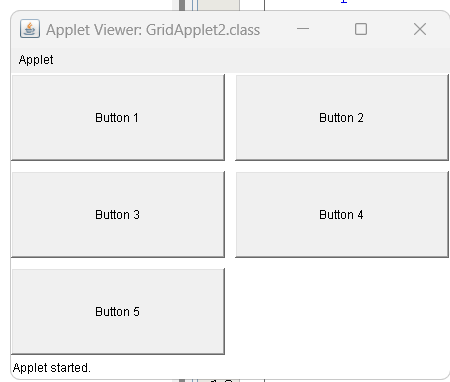 Applet Viewer: GridApplet2.class
Applet
Button 1
Button 2
Button 3
Button 4
Button 5
Applet started.